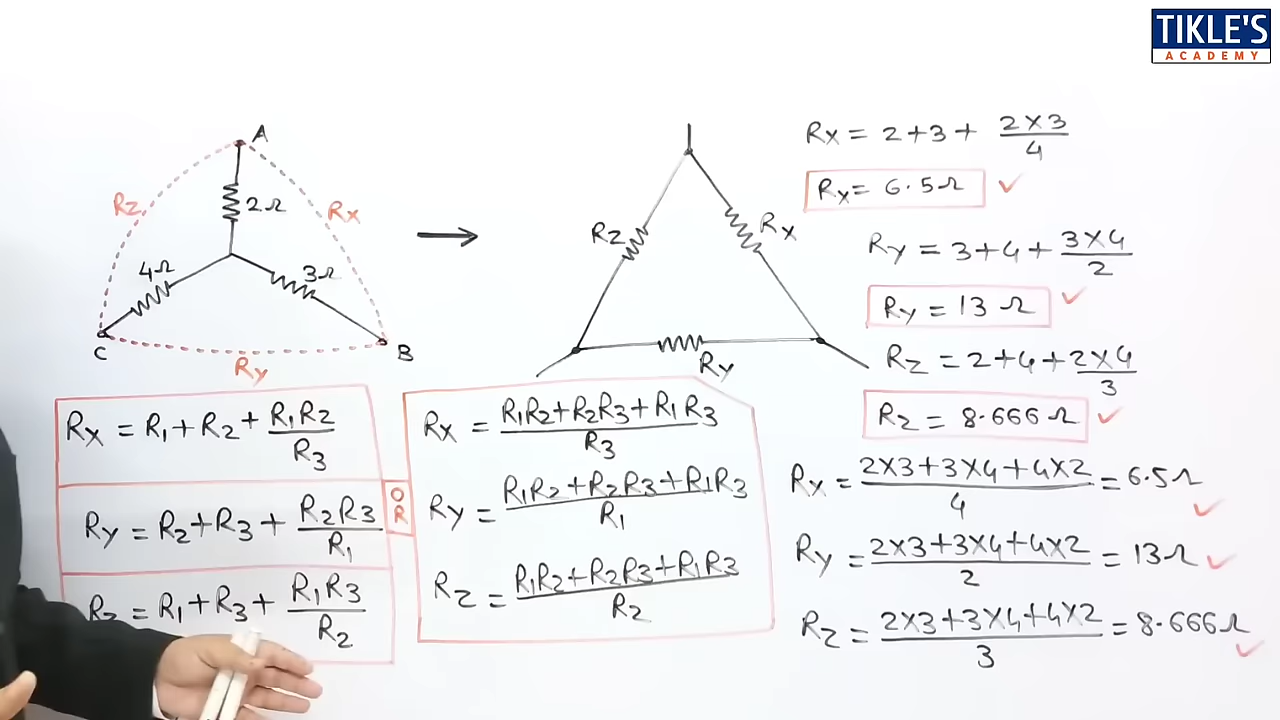 TIKLE'S
ACADEMY
A
2Ω
4Ω
3Ω
C
B
Rz
Rx
Ry
Rz
Rx
Ry
Rx = 2+3+ 2×3/4
Rx = 6.5Ω ✓
Ry = 3+4+ 3×4/2
Ry = 13 Ω ✓
Rz = 2+4+ 2×4/3
Rz = 8.666 Ω ✓
Rx = R1+R2+ R1R2/R3
Ry = R2+R3+ R2R3/R1
Rz = R1+R3+ R1R3/R2
OR
Rx = R1R2+R2R3+R1R3/R3
Ry = R1R2+R2R3+R1R3/R1
Rz = R1R2+R2R3+R1R3/R2
Rx = 2×3+3×4+4×2/4 = 6.5Ω ✓
Ry = 2×3+3×4+4×2/2 = 13Ω ✓
Rz = 2×3+3×4+4×2/3 = 8.666Ω ✓